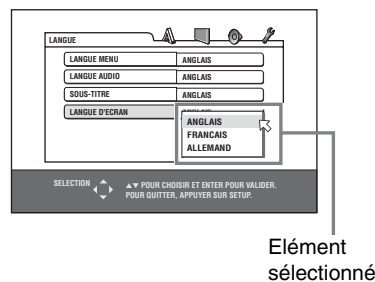 LANGUE
LANGUE MENU ANGLAIS
LANGUE AUDIO ANGLAIS
SOUS-TITRE ANGLAIS
LANGUE D'ECRAN ANGLAIS
ANGLAIS
FRANCAIS
ALLEMAND
SELECTION ▲▼ POUR CHOISIR ET ENTER POUR VALIDER.
POUR QUITTER, APPUYER SUR SETUP.
Elément
sélectionné